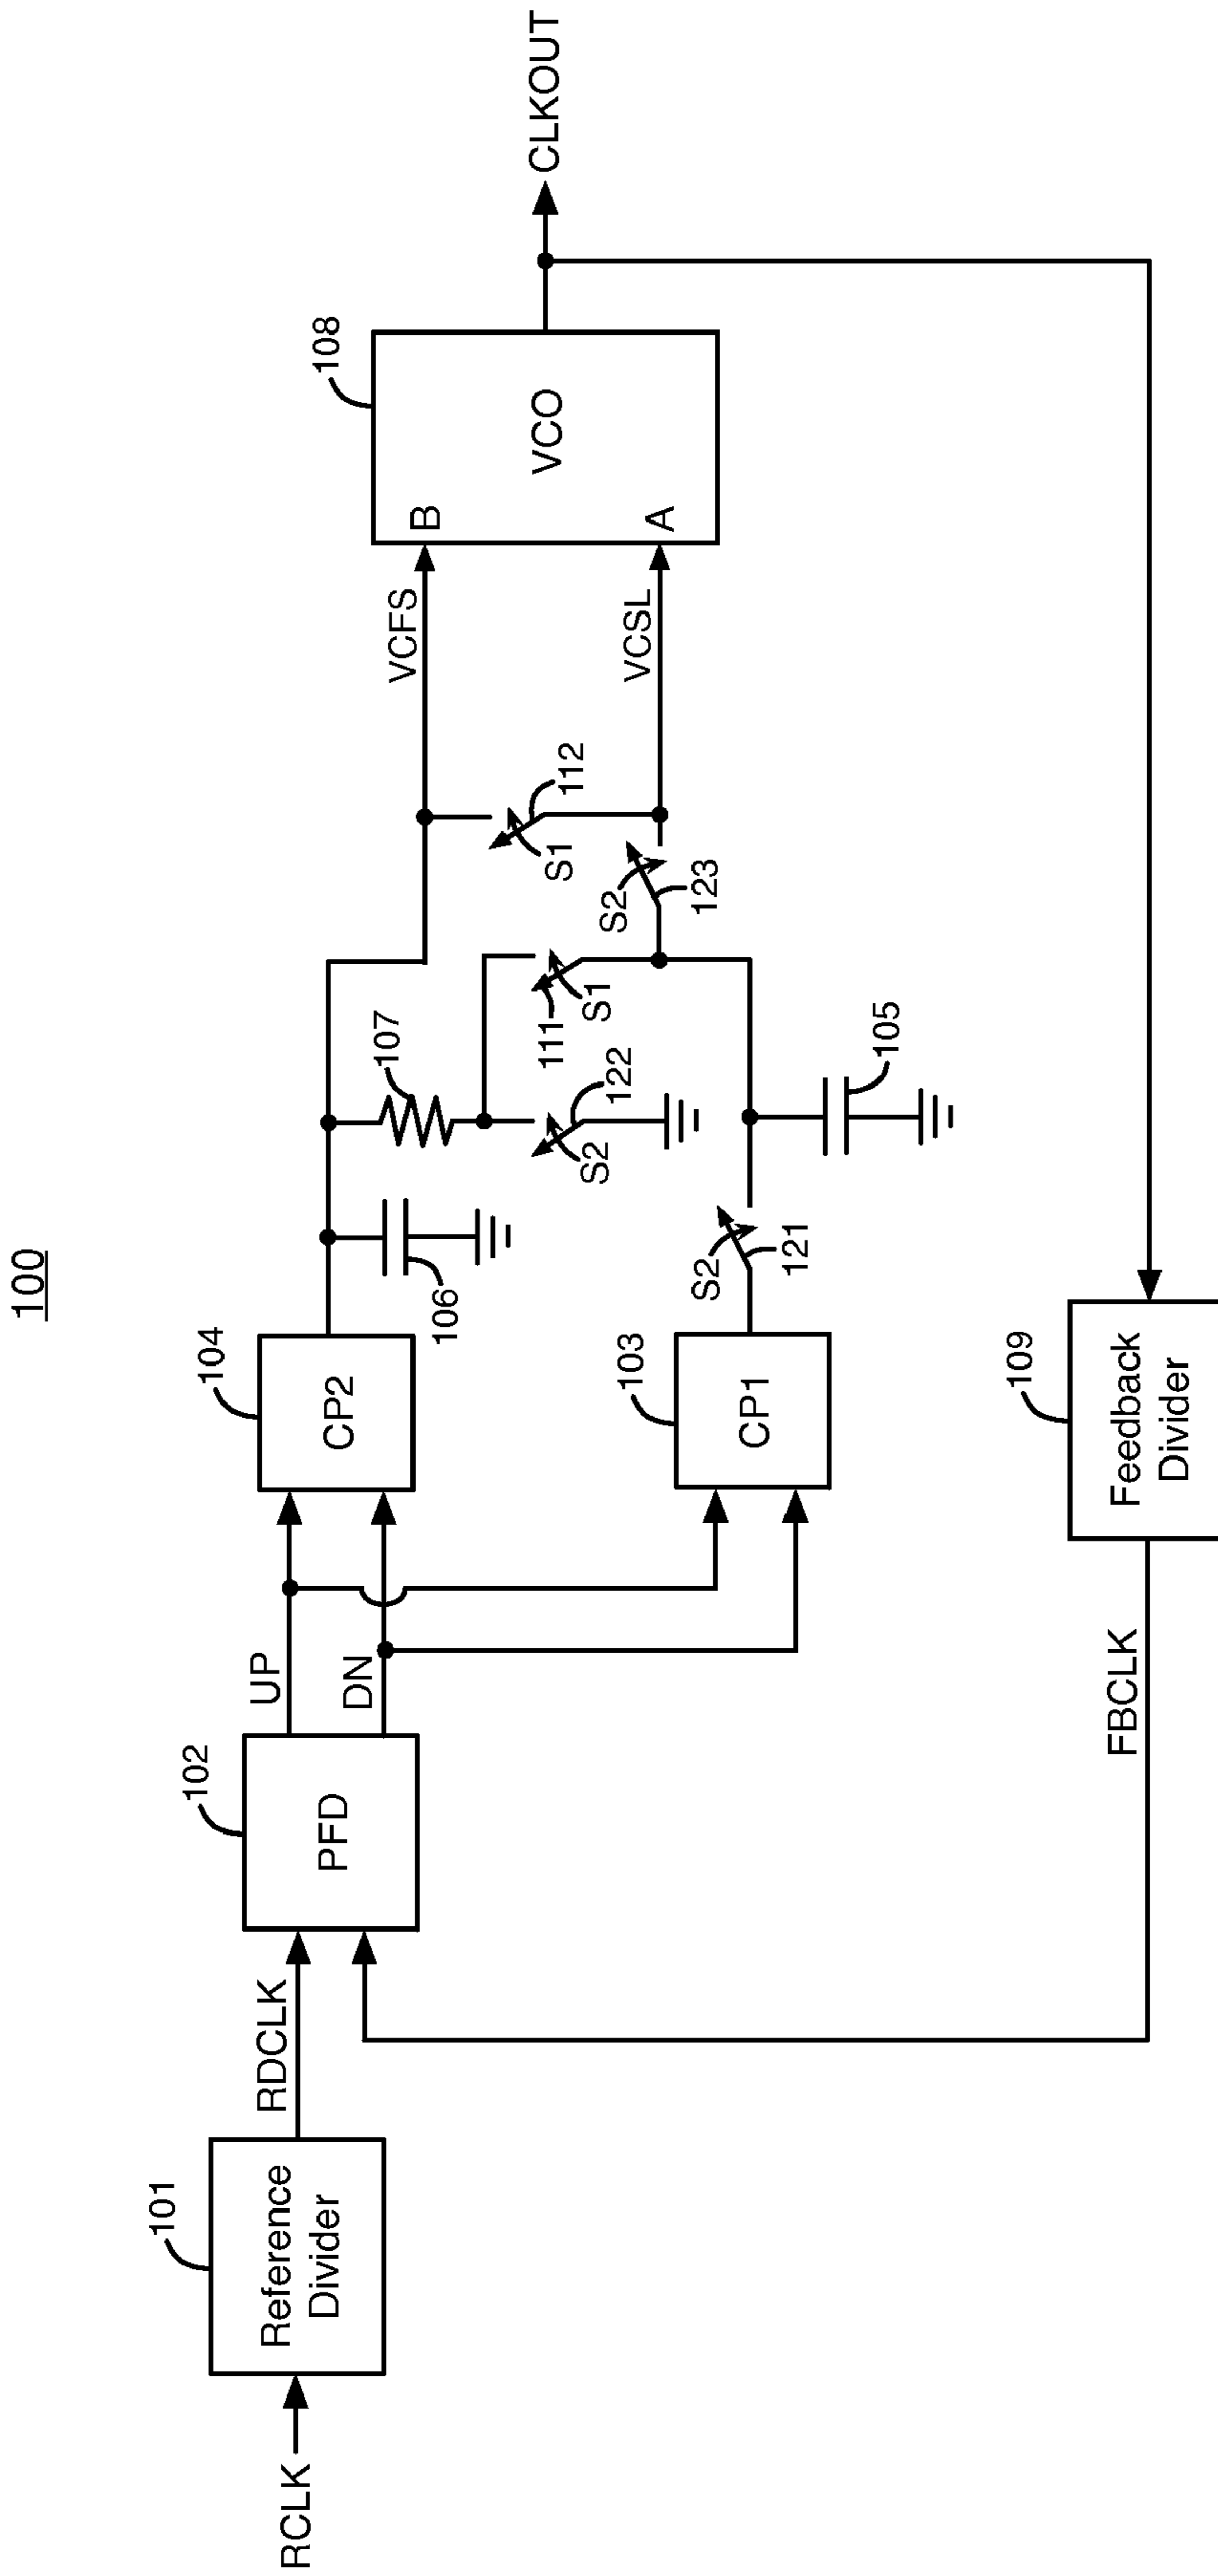 100
RCLK
101
Reference
Divider
RDCLK
102
PFD
UP
DN
104
CP2
103
CP1
106
107
S2
121
S2
122
111
S1
105
S2
123
S1
112
VCFS
VCSL
108
B
A
VCO
CLKOUT
FBCLK
109
Feedback
Divider